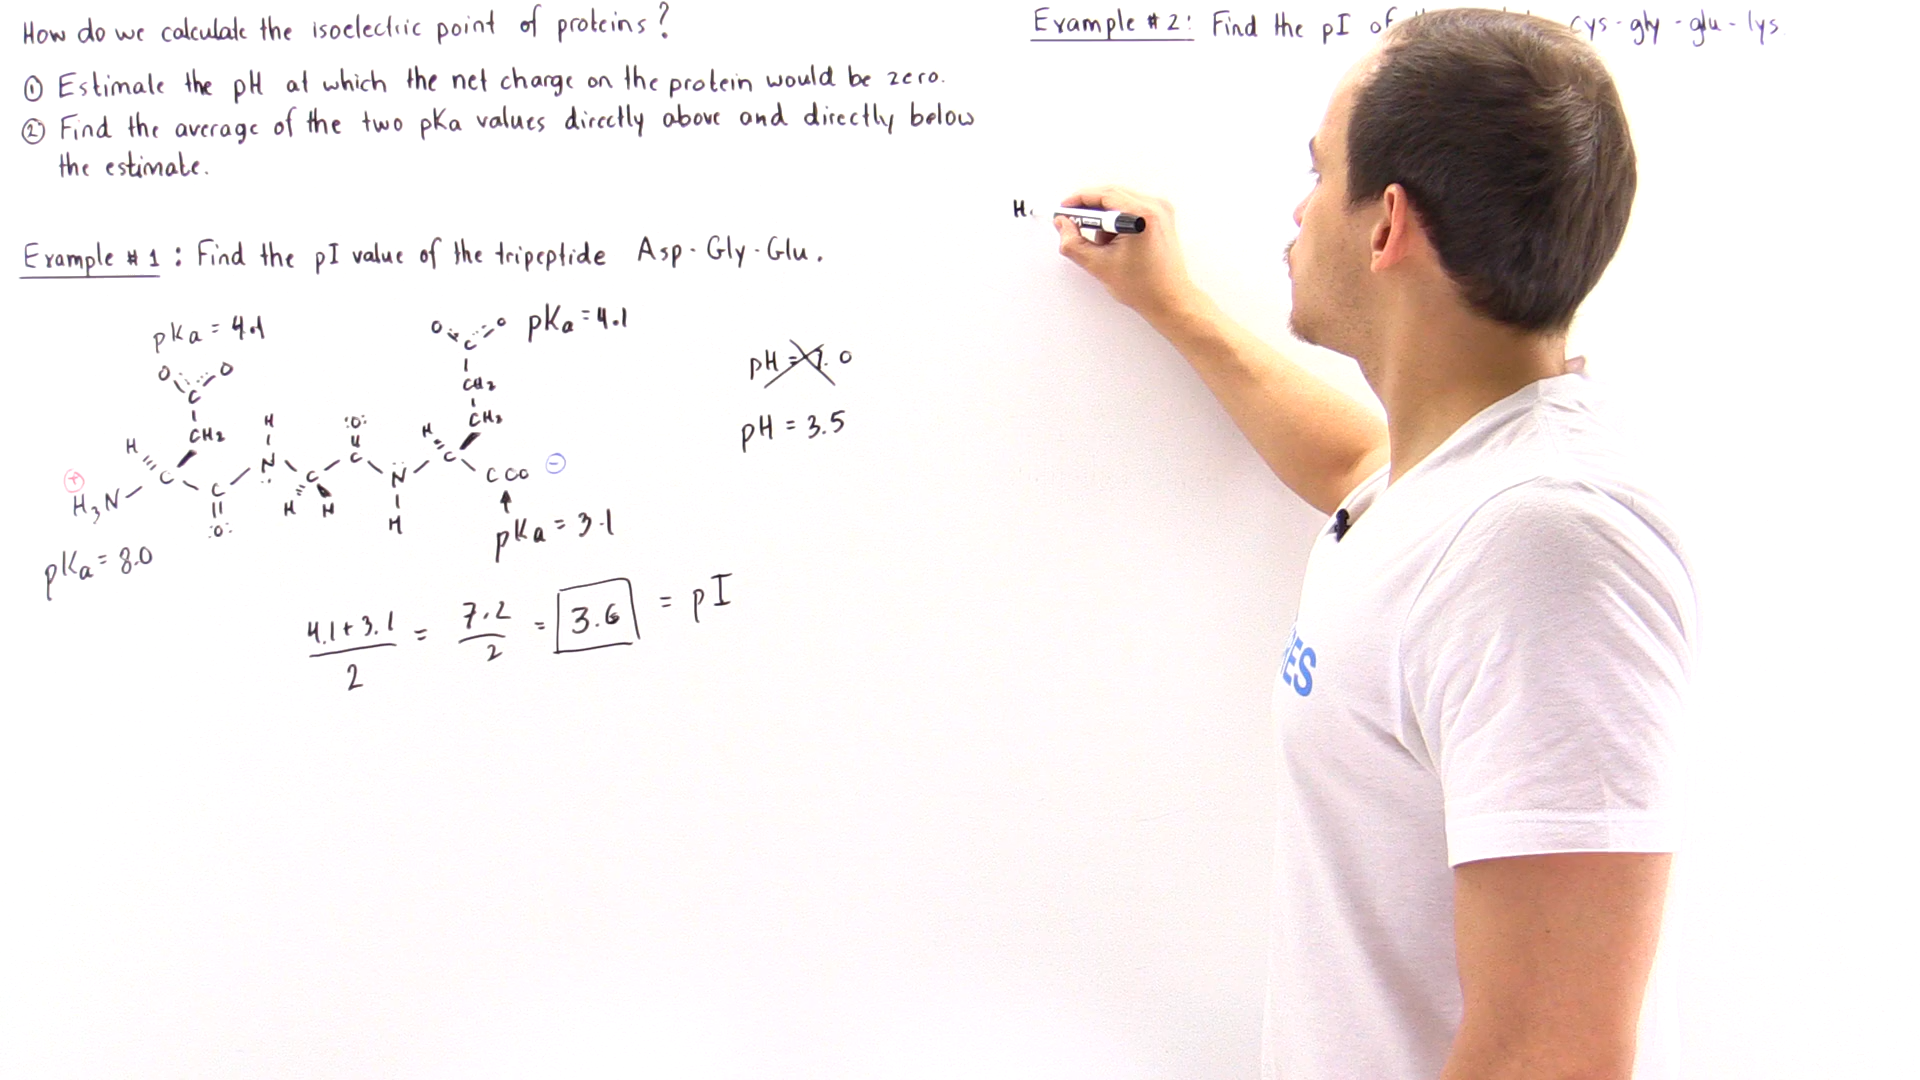 How do we calculate the isoelectric point of proteins?
① Estimate the pH at which the net charge on the protein would be zero.
② Find the average of the two pKa values directly above and directly below
the estimate.
Example #1: Find the pI value of the tripeptide Asp-Gly-Glu.
pKa = 4.1
pKa = 4.1
O O
O O
C
C
CH2
CH2
CH2
H
H
:O:
H
C
C
N
C
C
N
C
COO
⊕
⊖
H3N
:O:
H H
H
pKa = 8.0
pKa = 3.1
pH = 7.0
pH = 3.5
4.1+3.1 / 2 = 7.2 / 2 = 3.6 = pI
Example #2: Find the pI of
cys-gly-glu-lys
H
ES